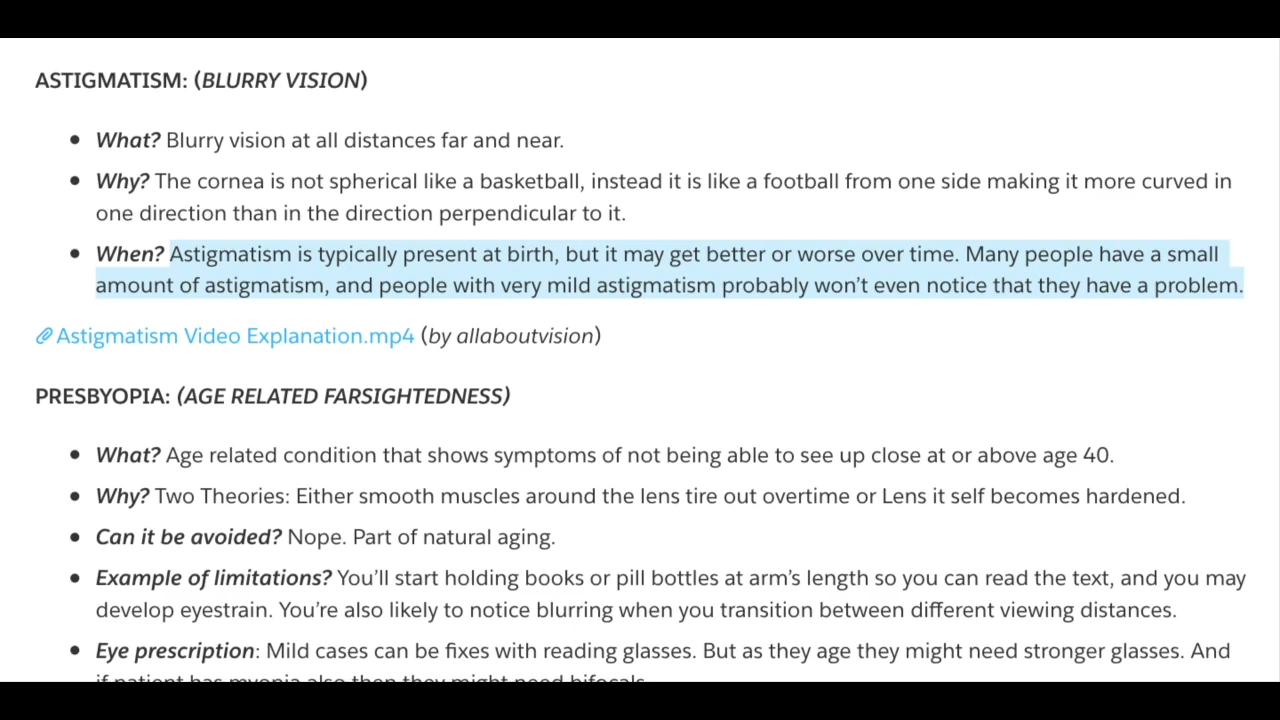 ASTIGMATISM: (BLURRY VISION)
What? Blurry vision at all distances far and near.
Why? The cornea is not spherical like a basketball, instead it is like a football from one side making it more curved in
one direction than in the direction perpendicular to it.
When? Astigmatism is typically present at birth, but it may get better or worse over time. Many people have a small
amount of astigmatism, and people with very mild astigmatism probably won’t even notice that they have a problem.
Astigmatism Video Explanation.mp4 (by allaboutvision)
PRESBYOPIA: (AGE RELATED FARSIGHTEDNESS)
What? Age related condition that shows symptoms of not being able to see up close at or above age 40.
Why? Two Theories: Either smooth muscles around the lens tire out overtime or Lens it self becomes hardened.
Can it be avoided? Nope. Part of natural aging.
Example of limitations? You’ll start holding books or pill bottles at arm’s length so you can read the text, and you may
develop eyestrain. You’re also likely to notice blurring when you transition between different viewing distances.
Eye prescription: Mild cases can be fixes with reading glasses. But as they age they might need stronger glasses. And
if patient has myopia also then they might need bifocals.